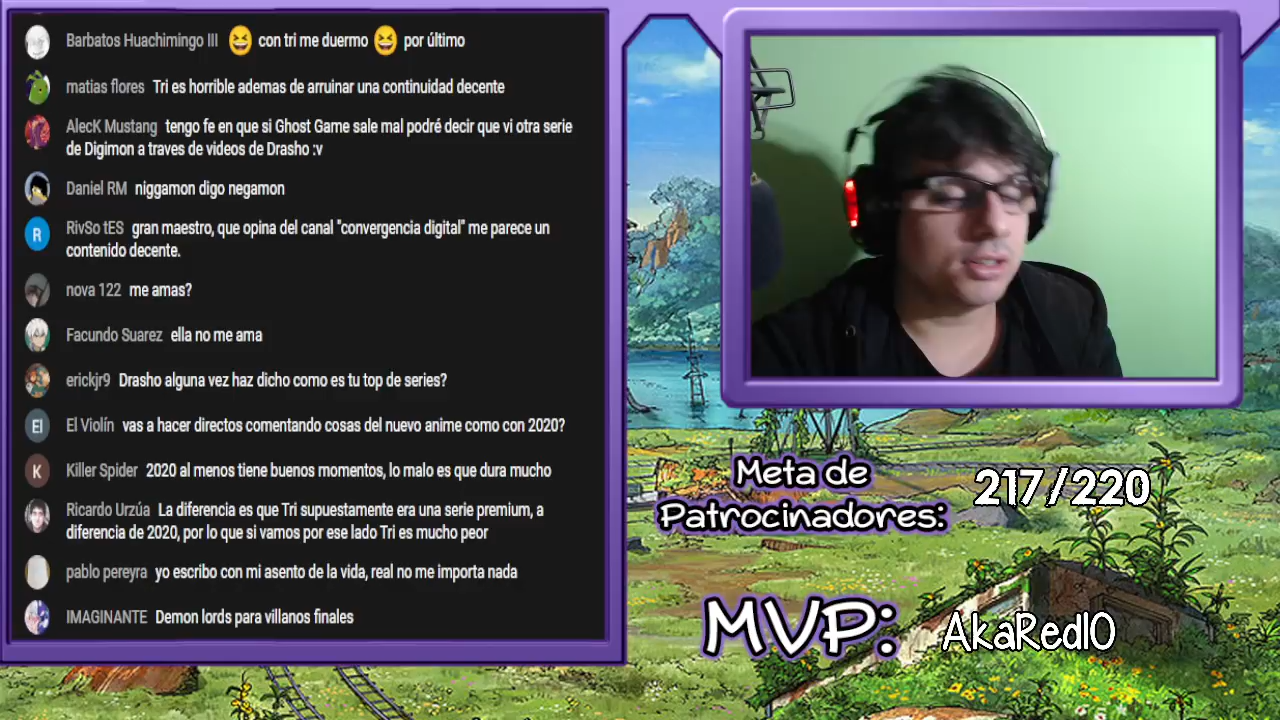 Barbatos Huachimingo III 😆 con tri me duermo 😆 por último
matias flores Tri es horrible ademas de arruinar una continuidad decente
AlecK Mustang tengo fe en que si Ghost Game sale mal podré decir que vi otra serie
de Digimon a traves de videos de Drasho :v
Daniel RM niggamon digo negamon
R RivSo tES gran maestro, que opina del canal "convergencia digital" me parece un
contenido decente.
nova 122 me amas?
Facundo Suarez ella no me ama
erickjr9 Drasho alguna vez haz dicho como es tu top de series?
El El Violín vas a hacer directos comentando cosas del nuevo anime como con 2020?
K Killer Spider 2020 al menos tiene buenos momentos, lo malo es que dura mucho
Ricardo Urzúa La diferencia es que Tri supuestamente era una serie premium, a
diferencia de 2020, por lo que si vamos por ese lado Tri es mucho peor
pablo pereyra yo escribo con mi asento de la vida, real no me importa nada
IMAGINANTE Demon lords para villanos finales
Meta de
Patrocinadores: 217/220
MVP: AkaRed10